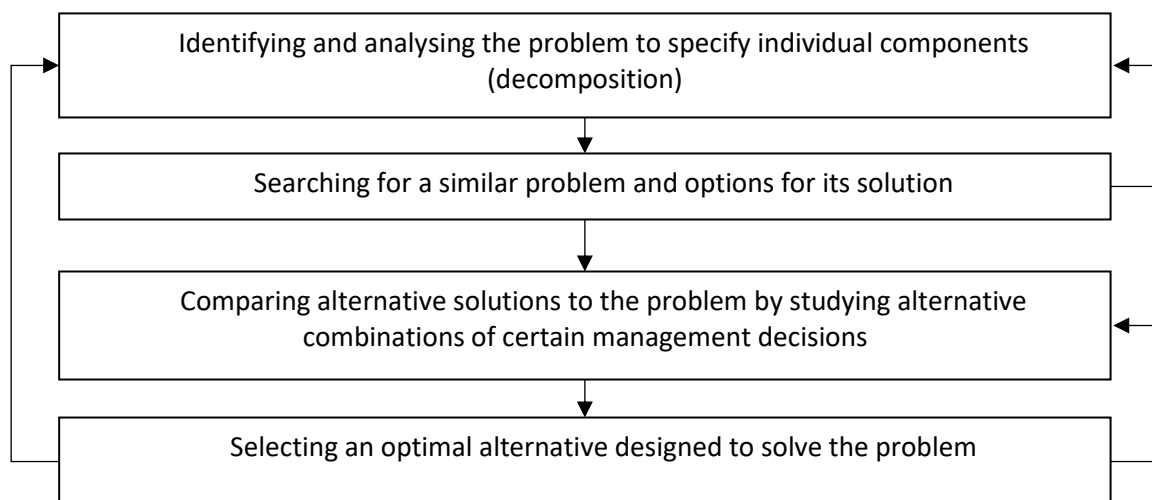 Identifying and analysing the problem to specify individual components
(decomposition)
Searching for a similar problem and options for its solution
Comparing alternative solutions to the problem by studying alternative
combinations of certain management decisions
Selecting an optimal alternative designed to solve the problem